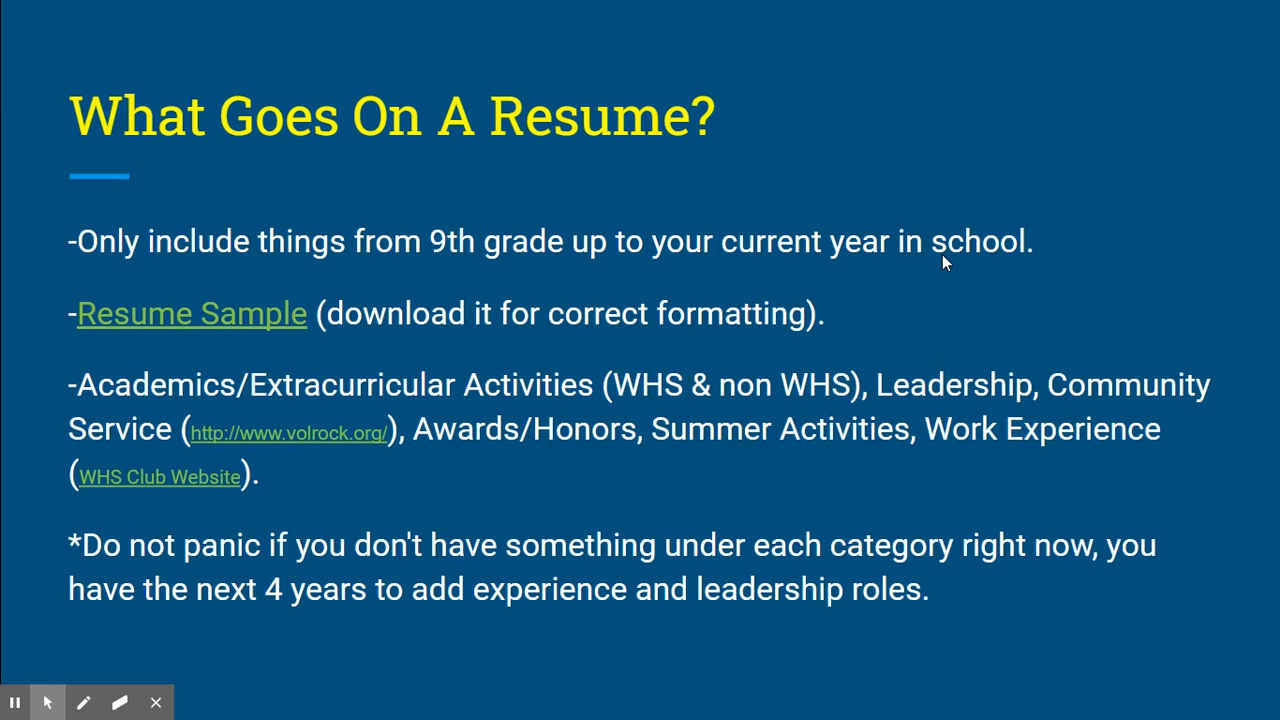 What Goes On A Resume?
-Only include things from 9th grade up to your current year in school.
-Resume Sample (download it for correct formatting).
-Academics/Extracurricular Activities (WHS & non WHS), Leadership, Community
Service (http://www.volrock.org/), Awards/Honors, Summer Activities, Work Experience
(WHS Club Website).
*Do not panic if you don't have something under each category right now, you
have the next 4 years to add experience and leadership roles.